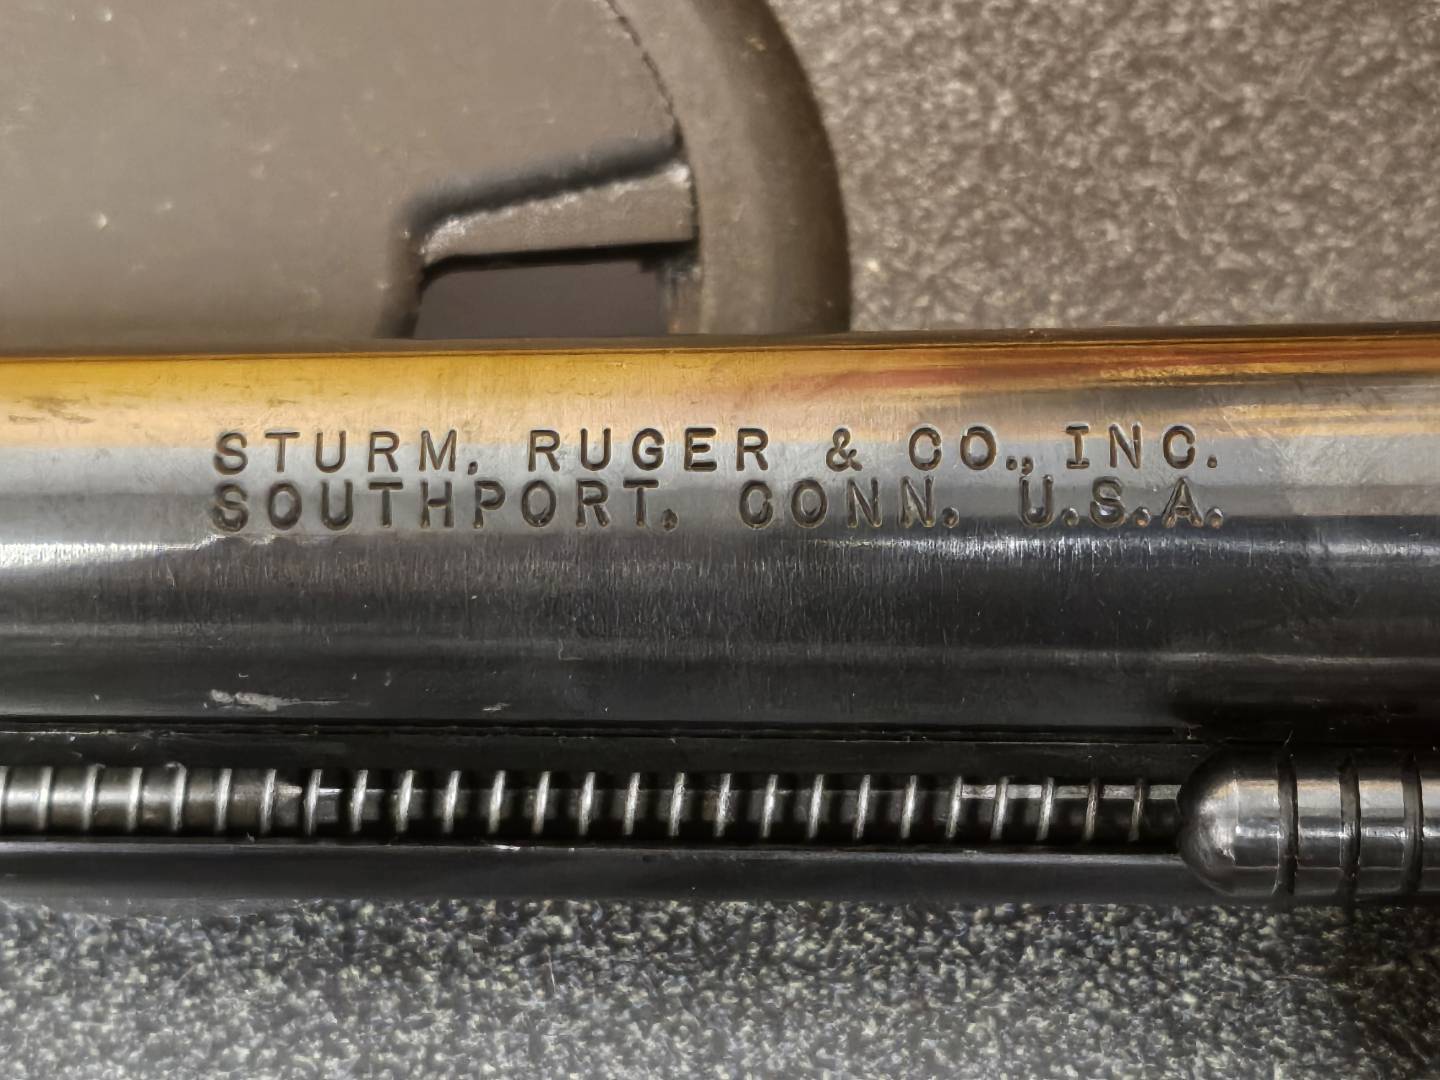 STURM, RUGER & CO., INC.
SOUTHPORT, CONN. U.S.A.